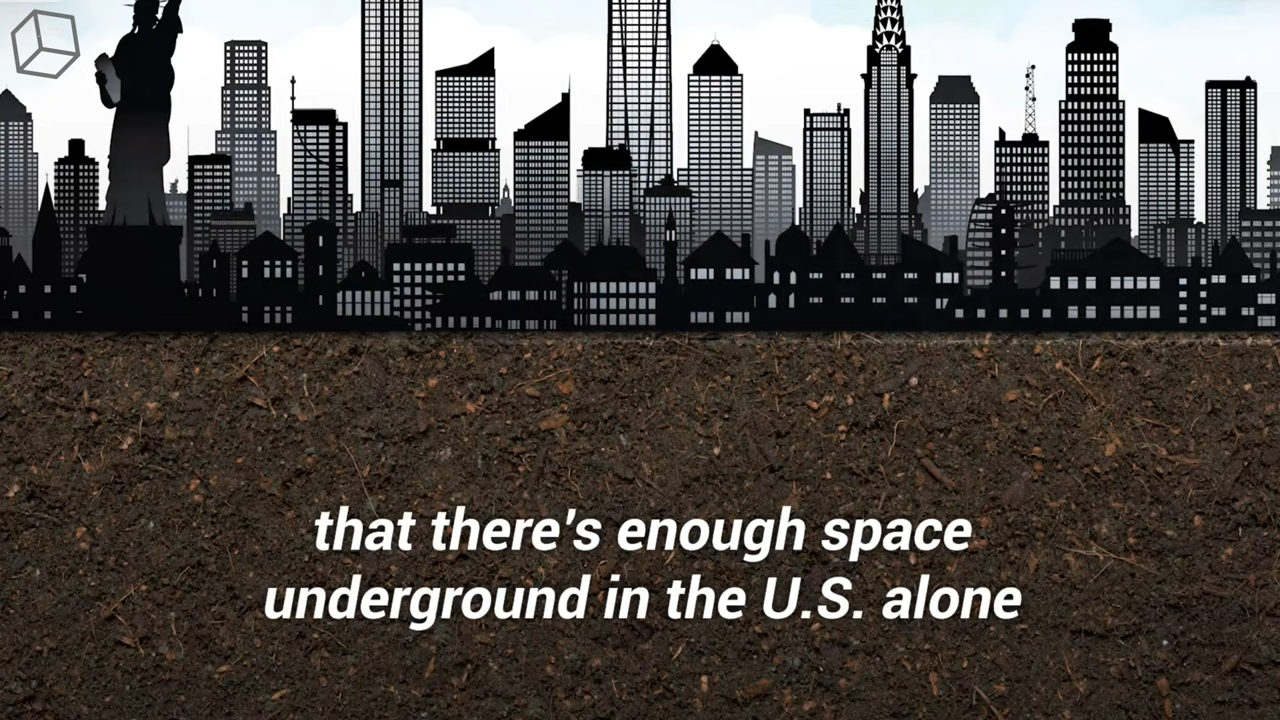 that there's enough space
underground in the U.S. alone